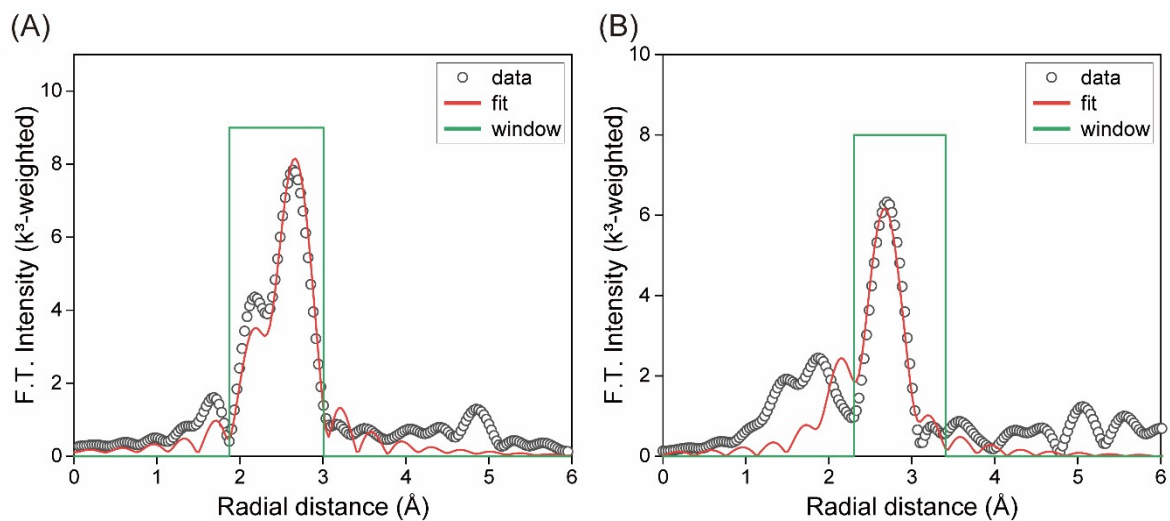 (A)
F.T. Intensity (k³-weighted)
10
8
6
4
2
0
data
fit
window
0 1 2 3 4 5 6
Radial distance (Å)
(B)
F.T. Intensity (k³-weighted)
10
8
6
4
2
0
data
fit
window
0 1 2 3 4 5 6
Radial distance (Å)